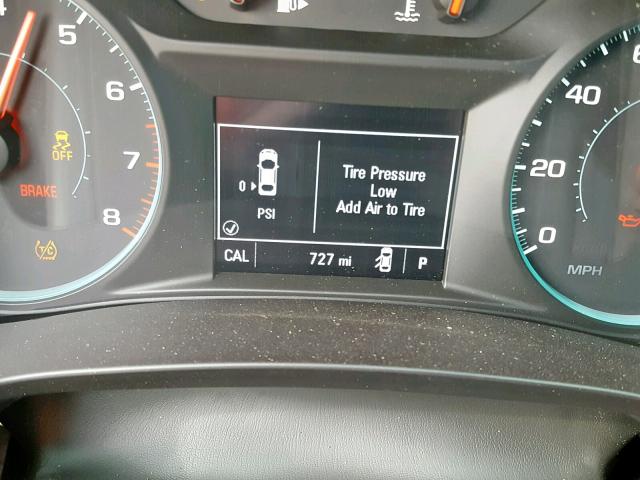 4 5 6 7 8
OFF
BRAKE
T/C
0
PSI
Tire Pressure
Low
Add Air to Tire
CAL 727 mi P
40
20
0
MPH